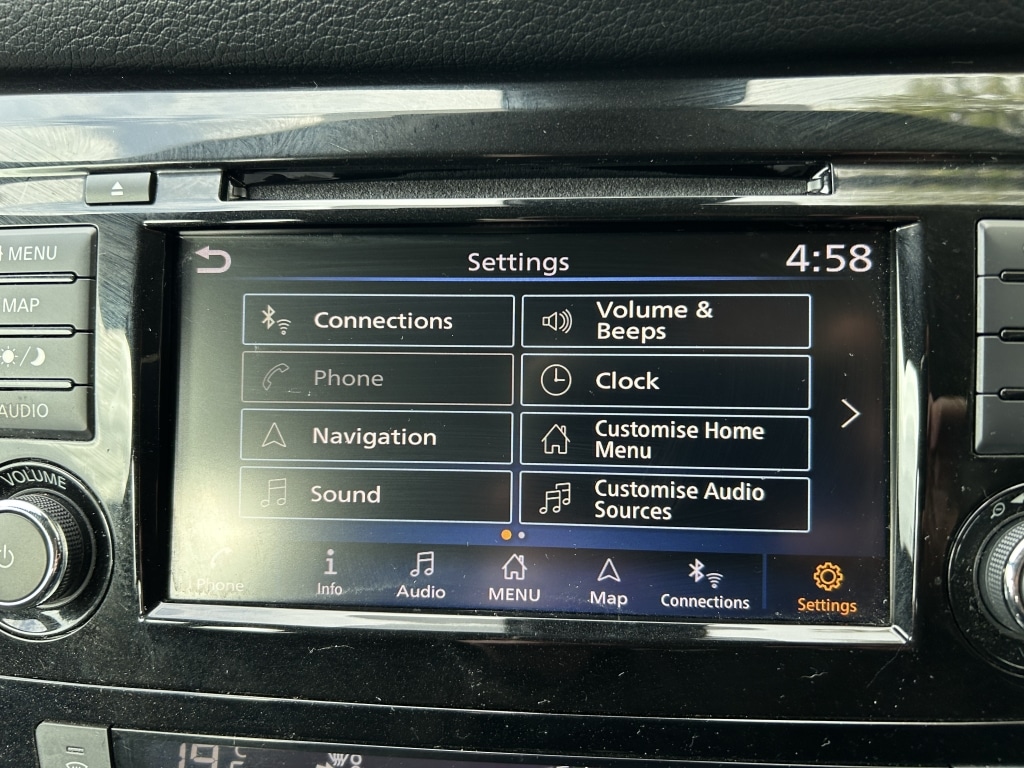 MENU
MAP
AUDIO
VOLUME
Settings
4:58
Connections
Volume &
Beeps
Phone
Clock
Navigation
Customise Home
Menu
Sound
Customise Audio
Sources
Phone
Info
Audio
MENU
Map
Connections
Settings